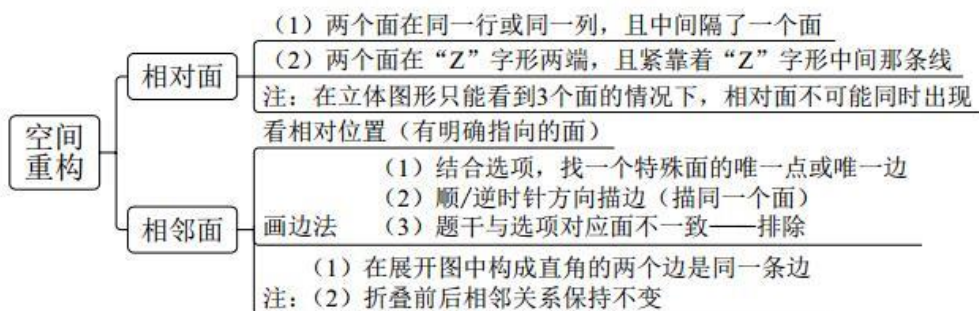 空间
重构
相对面
（1）两个面在同一行或同一列，且中间隔了一个面
（2）两个面在“Z”字形两端，且紧靠着“Z”字形中间那条线
注：在立体图形只能看到3个面的情况下，相对面不可能同时出现
相邻面
看相对位置（有明确指向的面）
（1）结合选项，找一个特殊面的唯一点或唯一边
（2）顺/逆时针方向描边（描同一个面）
画边法 （3）题干与选项对应面不一致——排除
（1）在展开图中构成直角的两个边是同一条边
注：（2）折叠前后相邻关系保持不变